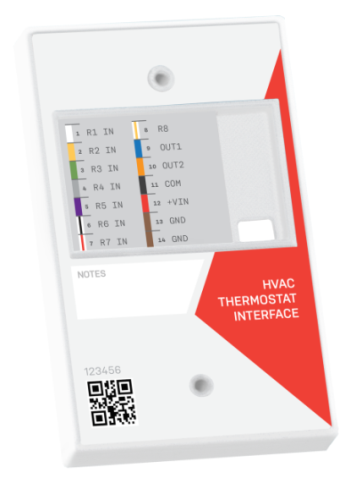 1 R1 IN
2 R2 IN
3 R3 IN
4 R4 IN
5 R5 IN
6 R6 IN
7 R7 IN
8 R8
9 OUT1
10 OUT2
11 COM
12 +VIN
13 GND
14 GND
NOTES
HVAC
THERMOSTAT
INTERFACE
123456